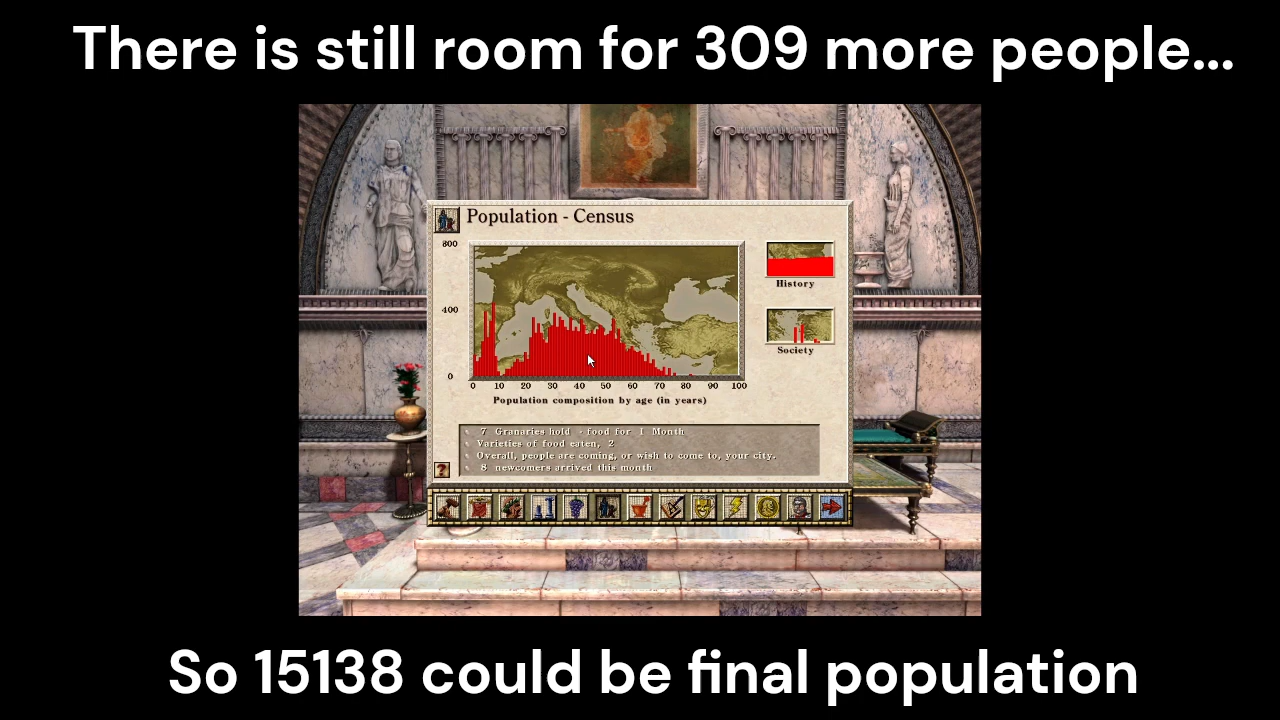 There is still room for 309 more people...
Population - Census
800
400
0
0 10 20 30 40 50 60 70 80 90 100
Population composition by age (in years)
History
Society
7 Granaries hold - food for 1 Month
Varieties of food eaten, 2
Overall, people are coming, or wish to come to, your city.
8 newcomers arrived this month
?
So 15138 could be final population